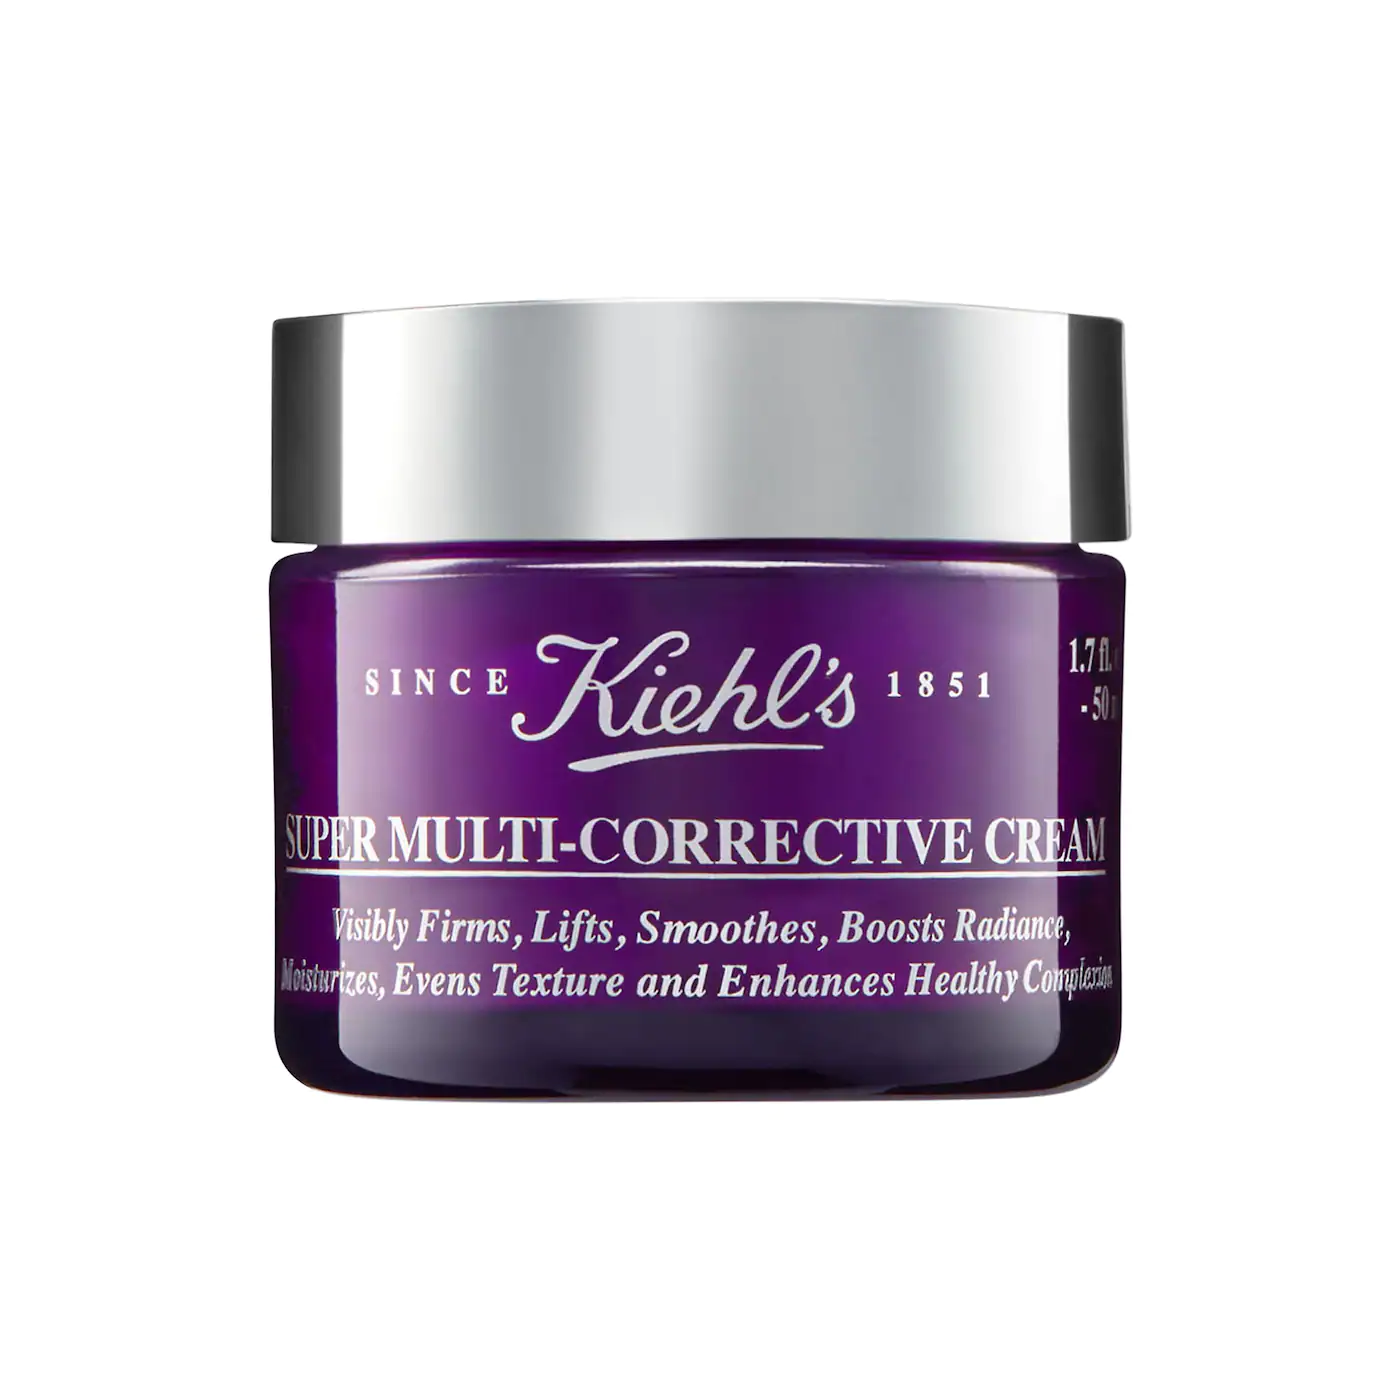 SINCE Kiehl's 1851
1.7 fl.
- 50
SUPER MULTI-CORRECTIVE CREAM
Visibly Firms, Lifts, Smoothes, Boosts Radiance,
Moisturizes, Evens Texture and Enhances Healthy Complexion